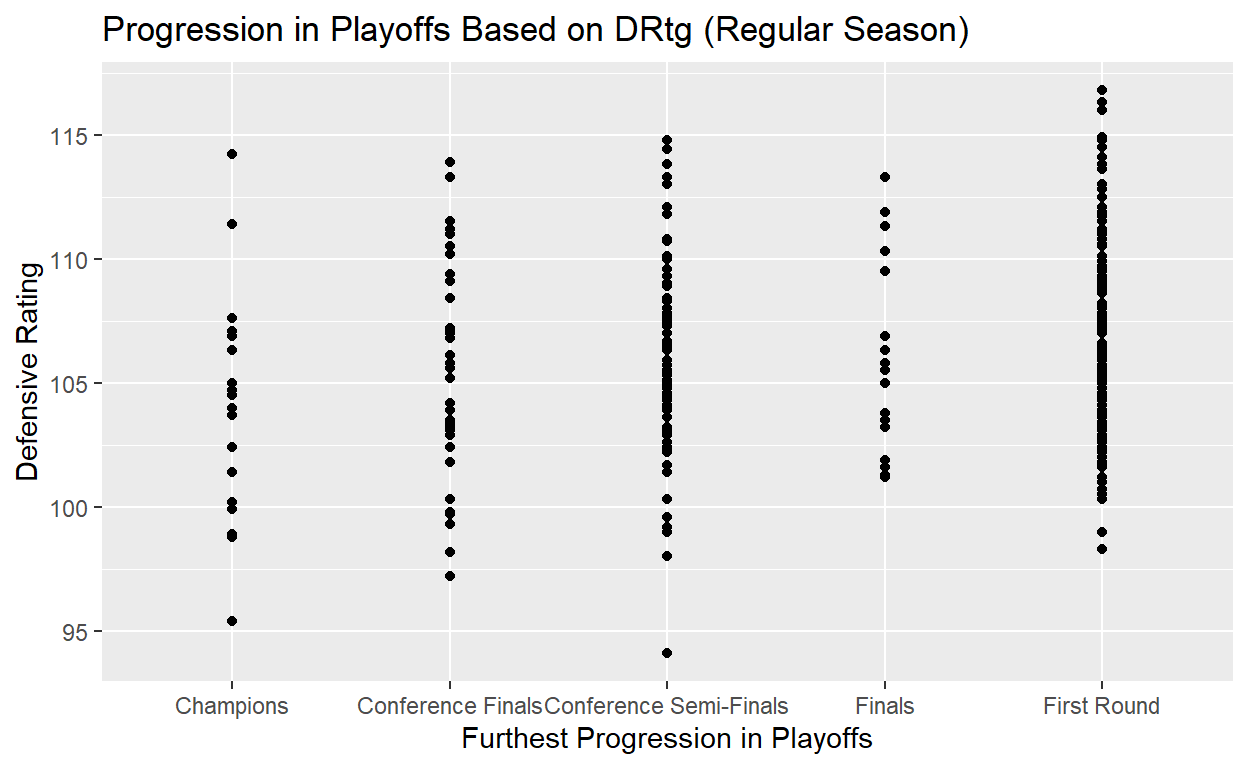 Progression in Playoffs Based on DRtg (Regular Season)
Defensive Rating
115
110
105
100
95
Champions
Conference Finals
Conference Semi-Finals
Finals
First Round
Furthest Progression in Playoffs